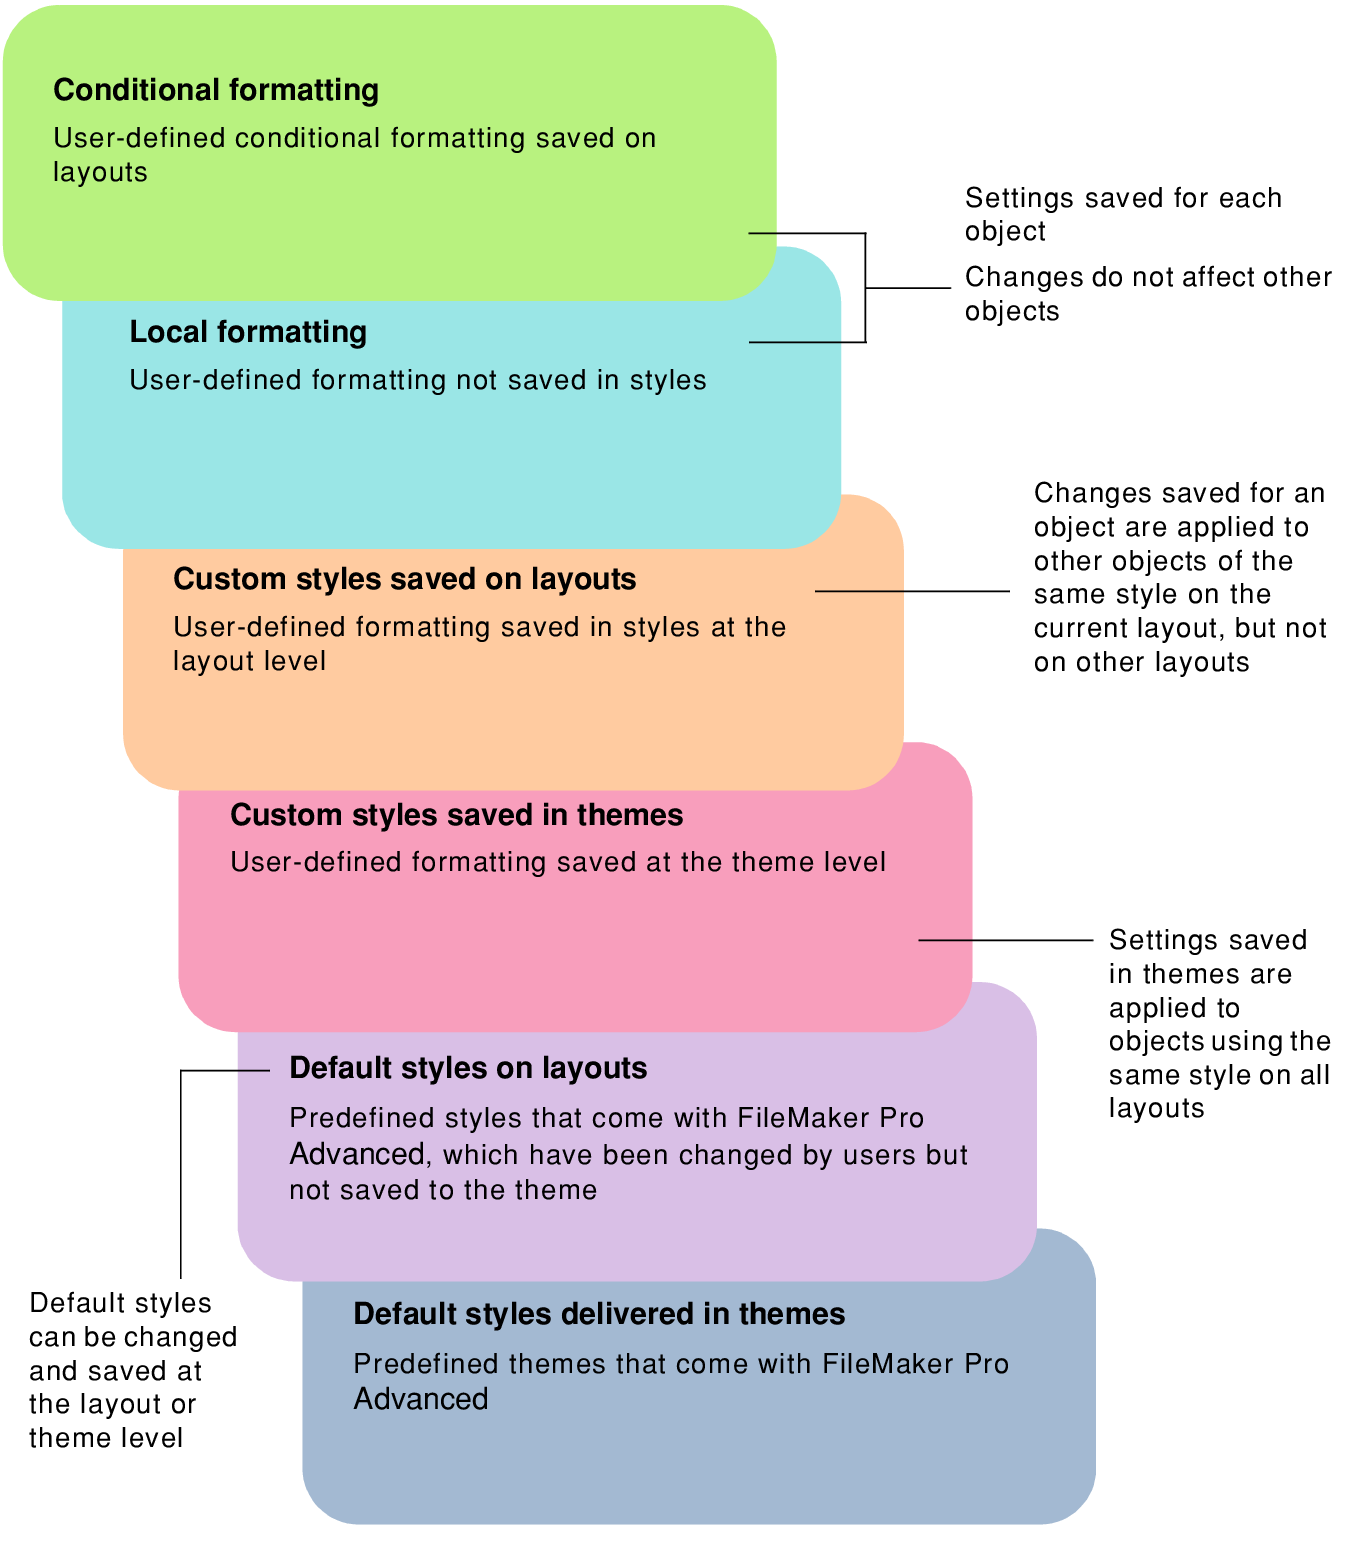 Conditional formatting
User-defined conditional formatting saved on
layouts
Settings saved for each
object
Changes do not affect other
objects
Local formatting
User-defined formatting not saved in styles
Changes saved for an
object are applied to
other objects of the
same style on the
current layout, but not
on other layouts
Custom styles saved on layouts
User-defined formatting saved in styles at the
layout level
Custom styles saved in themes
User-defined formatting saved at the theme level
Settings saved
in themes are
applied to
objects using the
same style on all
layouts
Default styles on layouts
Predefined styles that come with FileMaker Pro
Advanced, which have been changed by users but
not saved to the theme
Default styles
can be changed
and saved at
the layout or
theme level
Default styles delivered in themes
Predefined themes that come with FileMaker Pro
Advanced